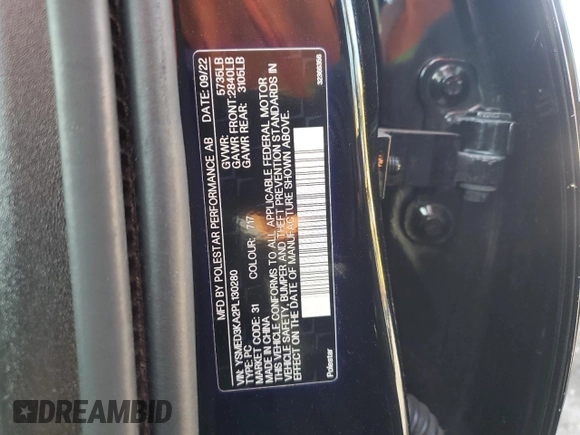 MFD BY POLESTAR PERFORMANCE AB DATE: 09/22
GVWR: 5735LB
GAWR FRONT: 2840LB
GAWR REAR: 3105LB
VIN: YSMED3KA2PL130280
TYPE: PC
MARKET CODE: 31 COLOUR: 717
MADE IN CHINA
THIS VEHICLE CONFORMS TO ALL APPLICABLE FEDERAL MOTOR
VEHICLE SAFETY, BUMPER AND THEFT PREVENTION STANDARDS IN
EFFECT ON THE DATE OF MANUFACTURE SHOWN ABOVE.
Polestar 32366358
DREAMBID